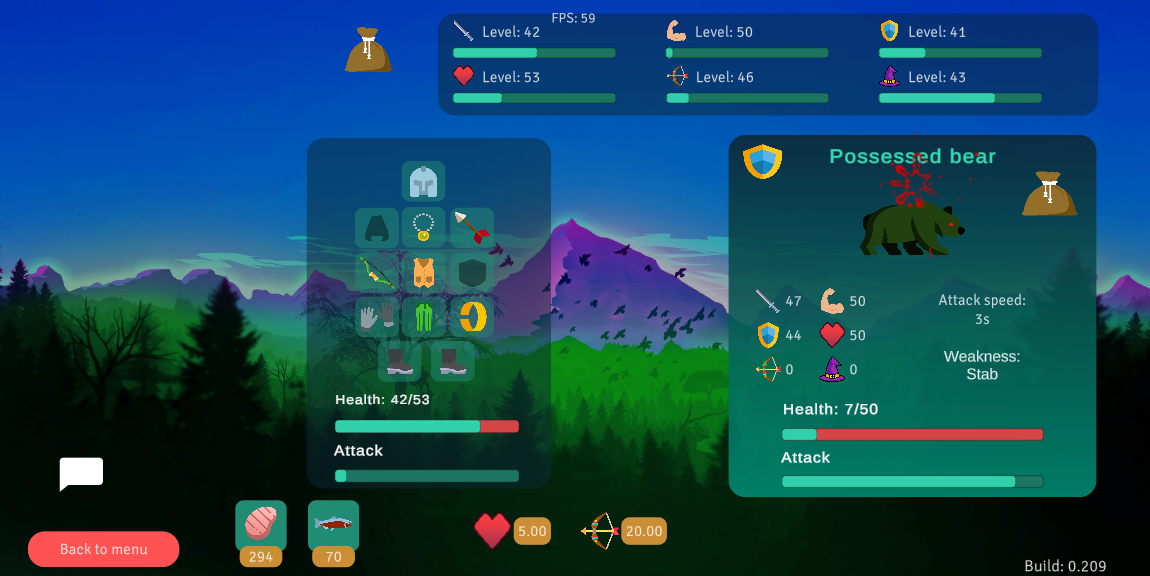 FPS: 59
Level: 42
Level: 50
Level: 41
Level: 53
Level: 46
Level: 43
Possessed bear
47
50
Attack speed:
3s
44
50
Weakness:
Stab
0
0
Health: 42/53
Health: 7/50
Attack
Attack
5.00
20.00
Back to menu
294
70
Build: 0.209